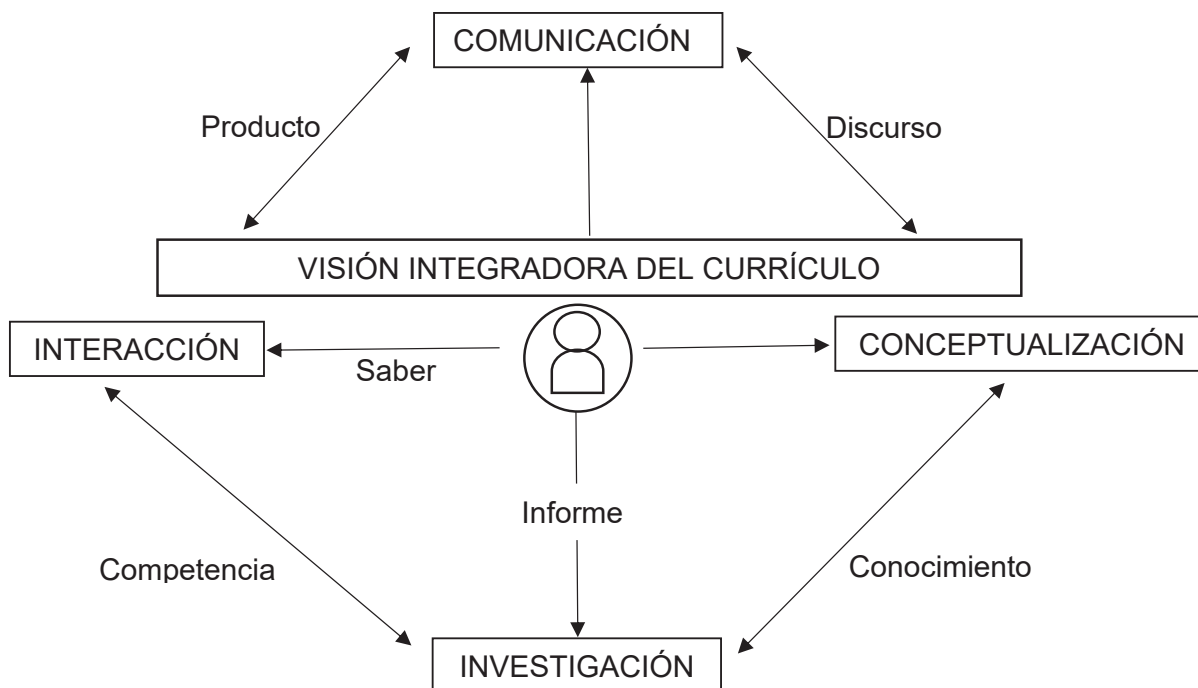 COMUNICACIÓN
Producto
Discurso
VISIÓN INTEGRADORA DEL CURRÍCULO
INTERACCIÓN
CONCEPTUALIZACIÓN
Saber
Informe
Competencia
Conocimiento
INVESTIGACIÓN